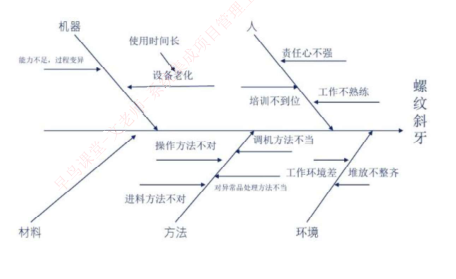 机器
人
使用时间长
责任心不强
能力不足，过程变异
设备老化
培训不到位
工作不熟练
螺纹斜牙
操作方法不对
调机方法不当
工作环境差
堆放不整齐
进料方法不对
对异常品处理方法不当
材料
方法
环境